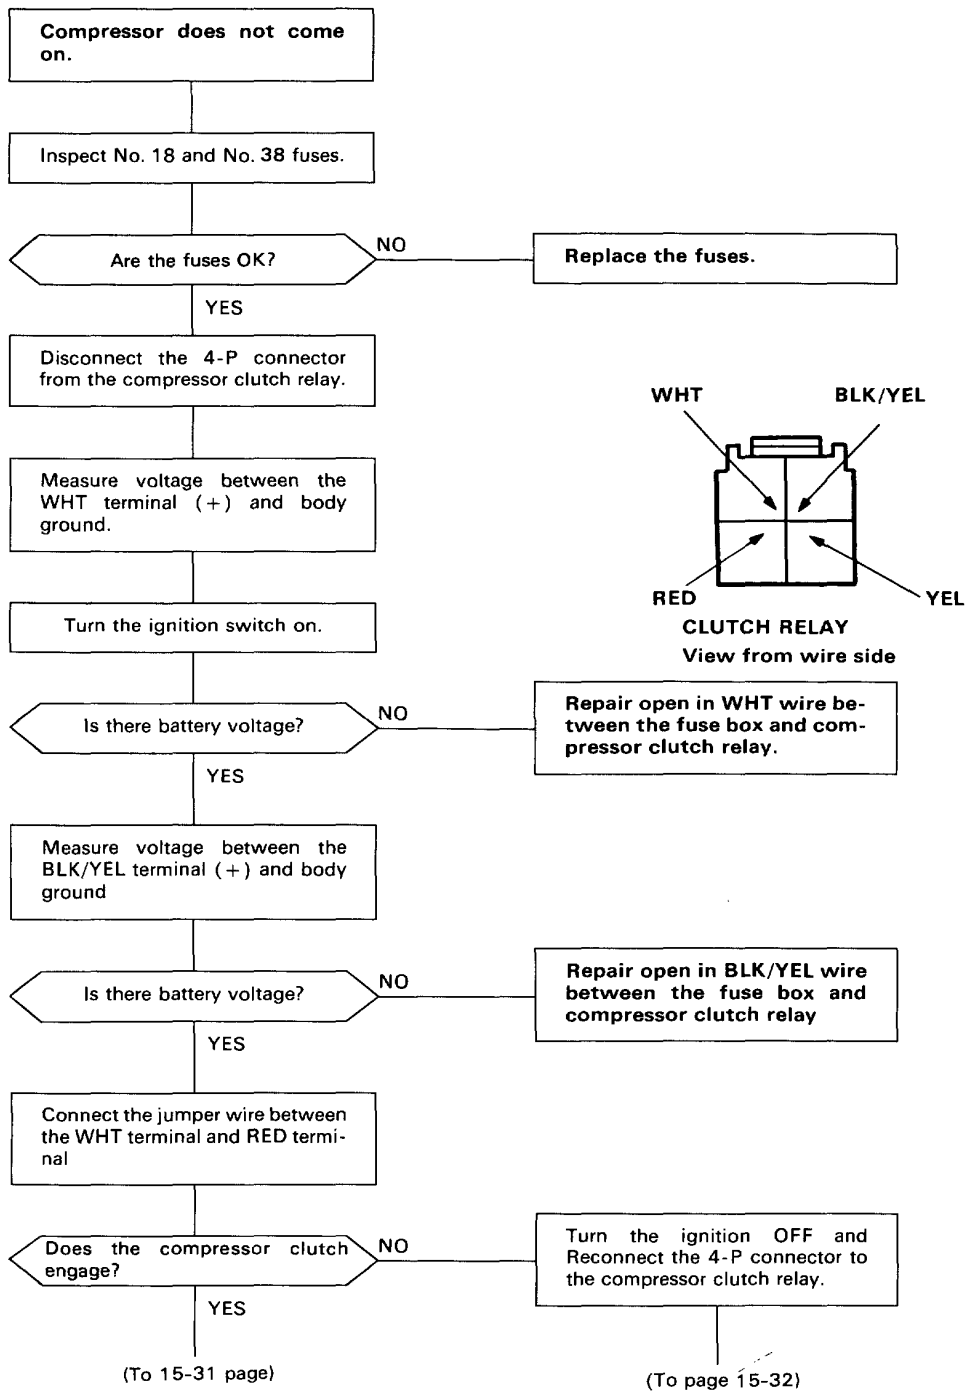 Compressor does not come
on.
Inspect No. 18 and No. 38 fuses.
Are the fuses OK?
NO
Replace the fuses.
YES
Disconnect the 4-P connector
from the compressor clutch relay.
WHT
BLK/YEL
RED
YEL
CLUTCH RELAY
View from wire side
Measure voltage between the
WHT terminal (+) and body
ground.
Turn the ignition switch on.
Is there battery voltage?
NO
Repair open in WHT wire be-
tween the fuse box and com-
pressor clutch relay.
YES
Measure voltage between the
BLK/YEL terminal (+) and body
ground
Is there battery voltage?
NO
Repair open in BLK/YEL wire
between the fuse box and
compressor clutch relay
YES
Connect the jumper wire between
the WHT terminal and RED termi-
nal
Does the compressor clutch
engage?
NO
Turn the ignition OFF and
Reconnect the 4-P connector to
the compressor clutch relay.
YES
(To 15-31 page)
(To page 15-32)